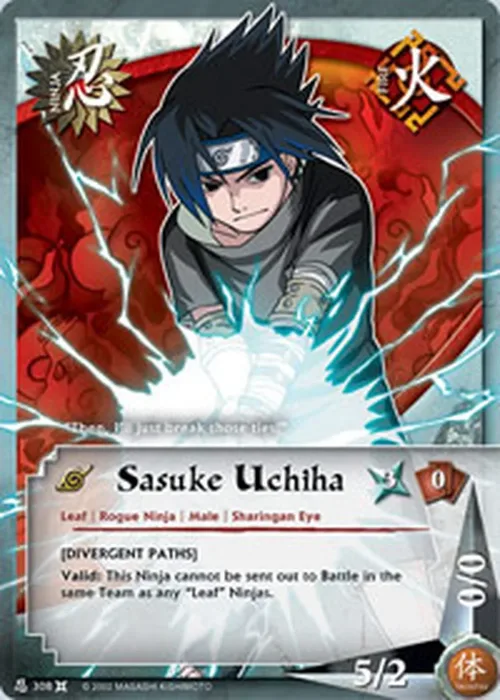 NINJA 忍
FIRE 火
"Then, I'll just break those ties!"
Sasuke Uchiha 3 0
Leaf | Rogue Ninja | Male | Sharingan Eye
[DIVERGENT PATHS]
Valid: This Ninja cannot be sent out to Battle in the
same Team as any "Leaf" Ninjas.
0/0
5/2
体
308 © 2002 MASASHI KISHIMOTO